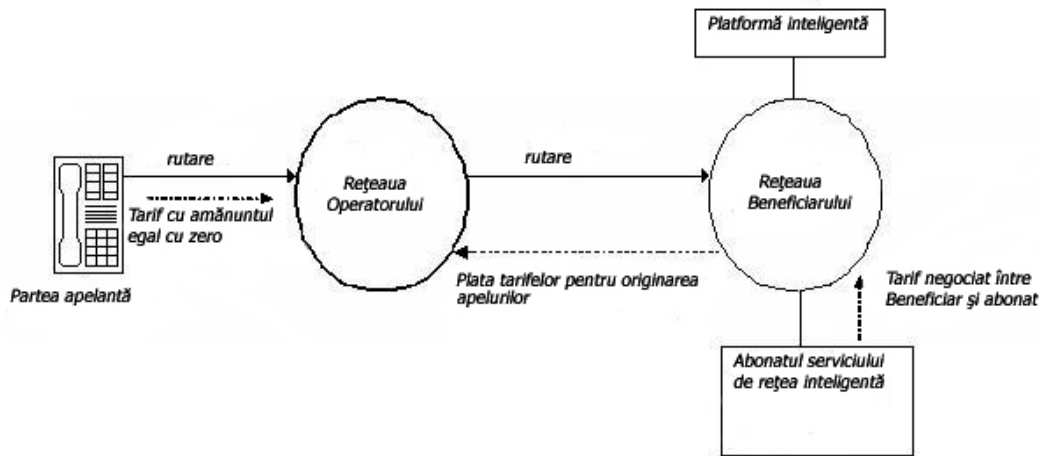 Platformă inteligentă
rutare
rutare
Reţeaua
Operatorului
Reţeaua
Beneficiarului
Tarif cu amănuntul
egal cu zero
Partea apelantă
Plata tarifelor pentru originarea
apelurilor
Tarif negociat între
Beneficiar şi abonat
Abonatul serviciului
de reţea inteligentă